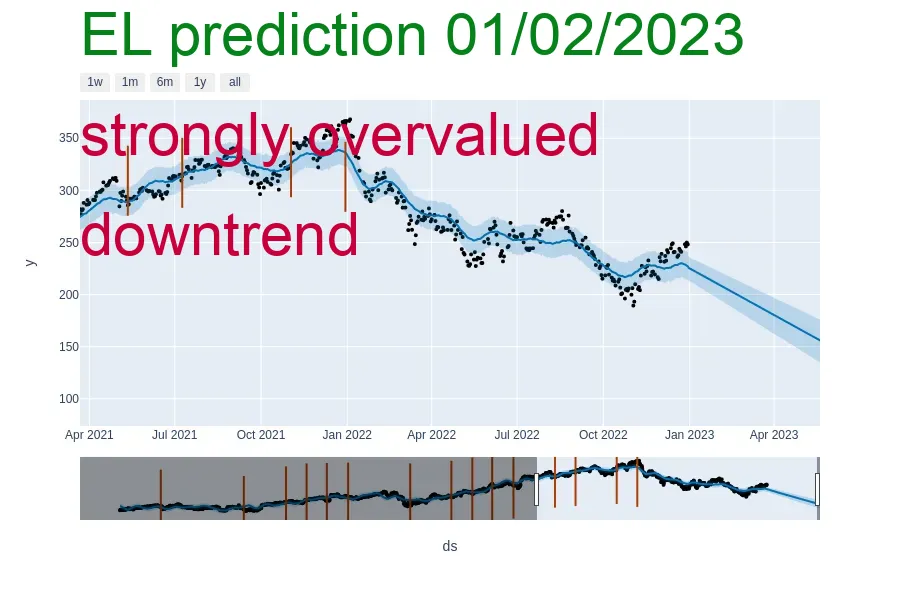 EL prediction 01/02/2023
1w 1m 6m 1y all
strongly overvalued
downtrend
350
300
250
200
150
100
y
Apr 2021 Jul 2021 Oct 2021 Jan 2022 Apr 2022 Jul 2022 Oct 2022 Jan 2023 Apr 2023
ds